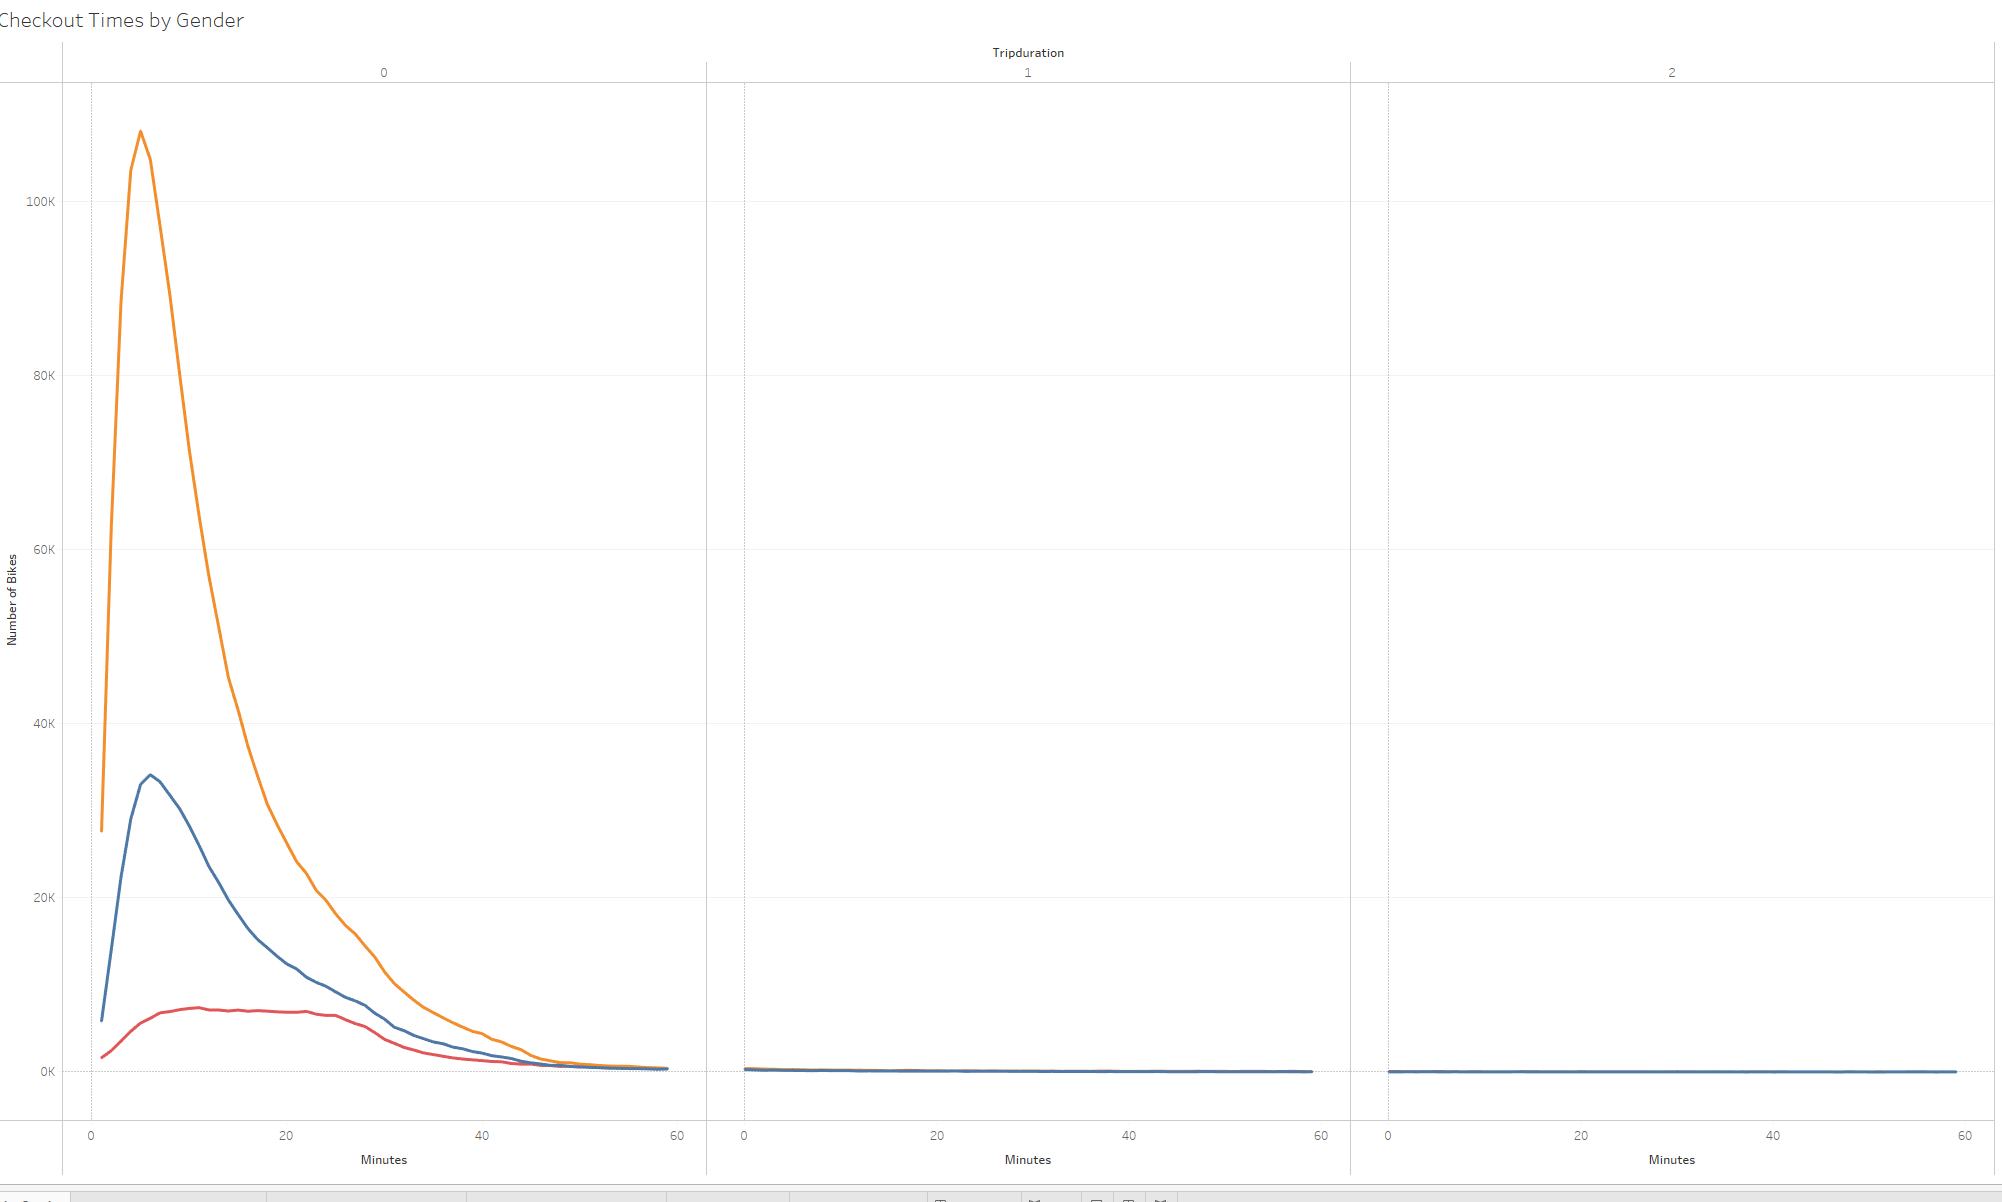 Checkout Times by Gender
Tripduration
0 1 2
100K
80K
60K
40K
20K
0K
Number of Bikes
0 20 40 60 0 20 40 60 0 20 40 60
Minutes Minutes Minutes